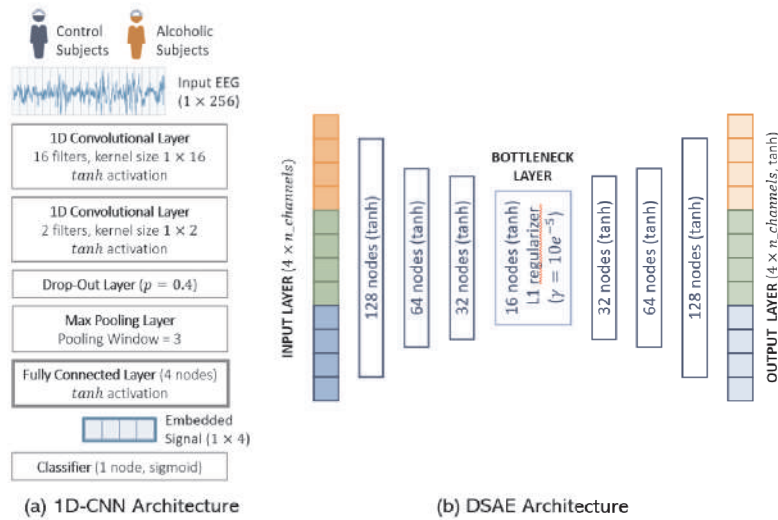 Control
Subjects
Alcoholic
Subjects
Input EEG
(1 × 256)
1D Convolutional Layer
16 filters, kernel size 1 × 16
tanh activation
1D Convolutional Layer
2 filters, kernel size 1 × 2
tanh activation
Drop-Out Layer (p = 0.4)
Max Pooling Layer
Pooling Window = 3
Fully Connected Layer (4 nodes)
tanh activation
Embedded
Signal (1 × 4)
Classifier (1 node, sigmoid)
(a) 1D-CNN Architecture
INPUT LAYER (4 × n_channels)
128 nodes (tanh)
64 nodes (tanh)
32 nodes (tanh)
BOTTLENECK
LAYER
16 nodes (tanh)
L1 regularizer
(γ = 10e⁻⁵)
32 nodes (tanh)
64 nodes (tanh)
128 nodes (tanh)
OUTPUT LAYER (4 × n_channels, tanh)
(b) DSAE Architecture